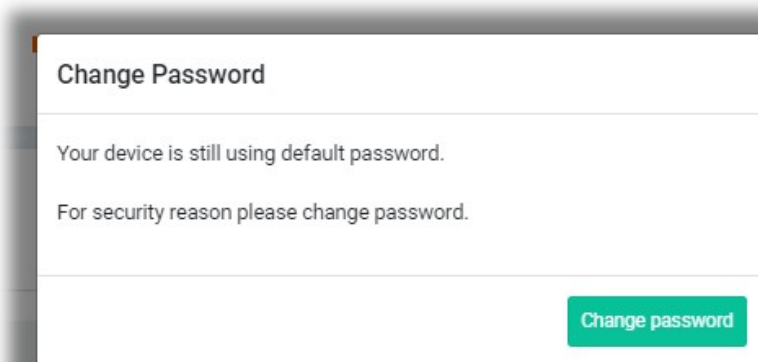 Change Password
Your device is still using default password.
For security reason please change password.
Change password